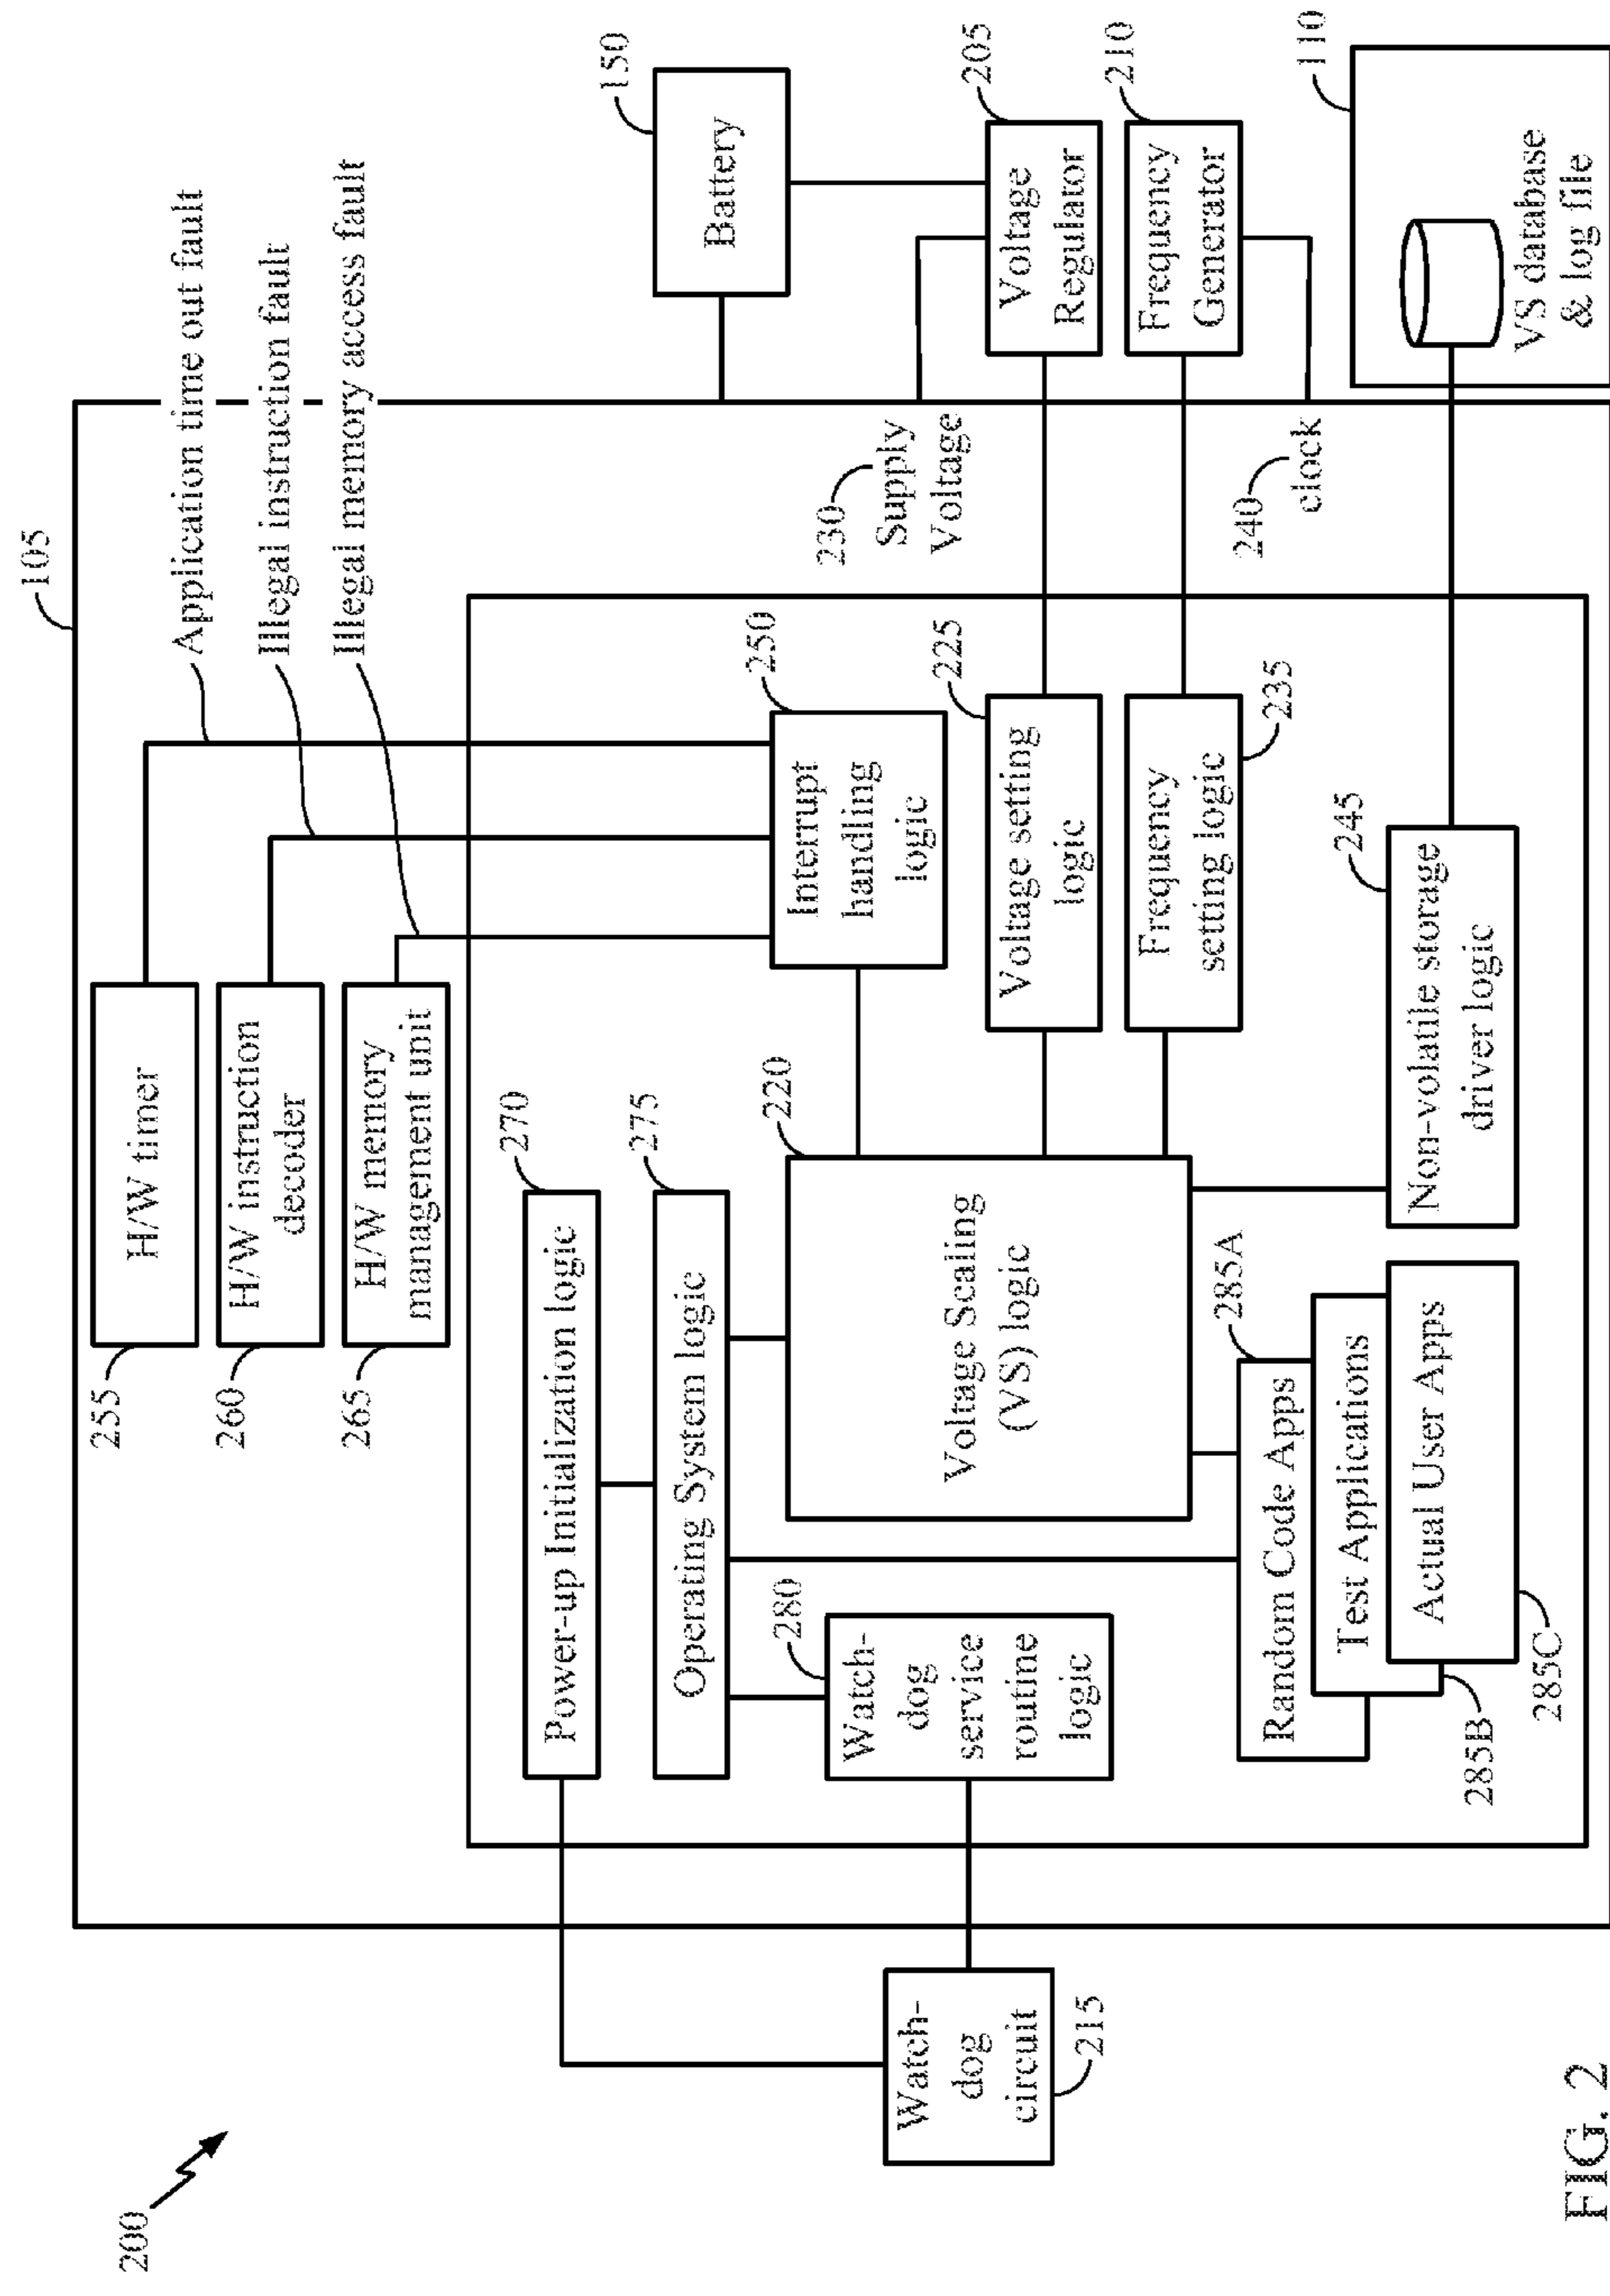 200
105
Application time out fault
Illegal instruction fault
Illegal memory access fault
255
H/W timer
260
H/W instruction
decoder
265
H/W memory
management unit
270
Power-up Initialization logic
275
Operating System logic
280
Watch-
dog
service
routine
logic
Watch-
dog
circuit
215
220
Voltage Scaling
(VS) logic
250
Interrupt
handling
logic
225
Voltage setting
logic
235
Frequency
setting logic
245
Non-volatile storage
driver logic
285A
Random Code Apps
Test Applications
Actual User Apps
285B
285C
230
Supply
Voltage
240
clock
150
Battery
205
Voltage
Regulator
210
Frequency
Generator
110
VS database
& log file
FIG. 2